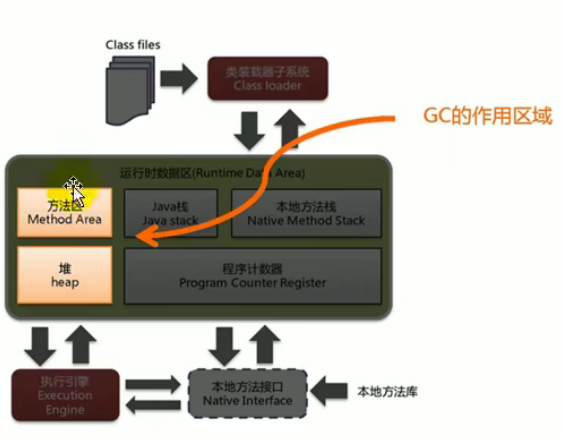 Class files
类装载器子系统
Class loader
GC的作用区域
运行时数据区(Runtime Data Area)
方法区
Method Area
Java栈
Java stack
本地方法栈
Native Method Stack
堆
heap
程序计数器
Program Counter Register
执行引擎
Execution
Engine
本地方法接口
Native Interface
本地方法库